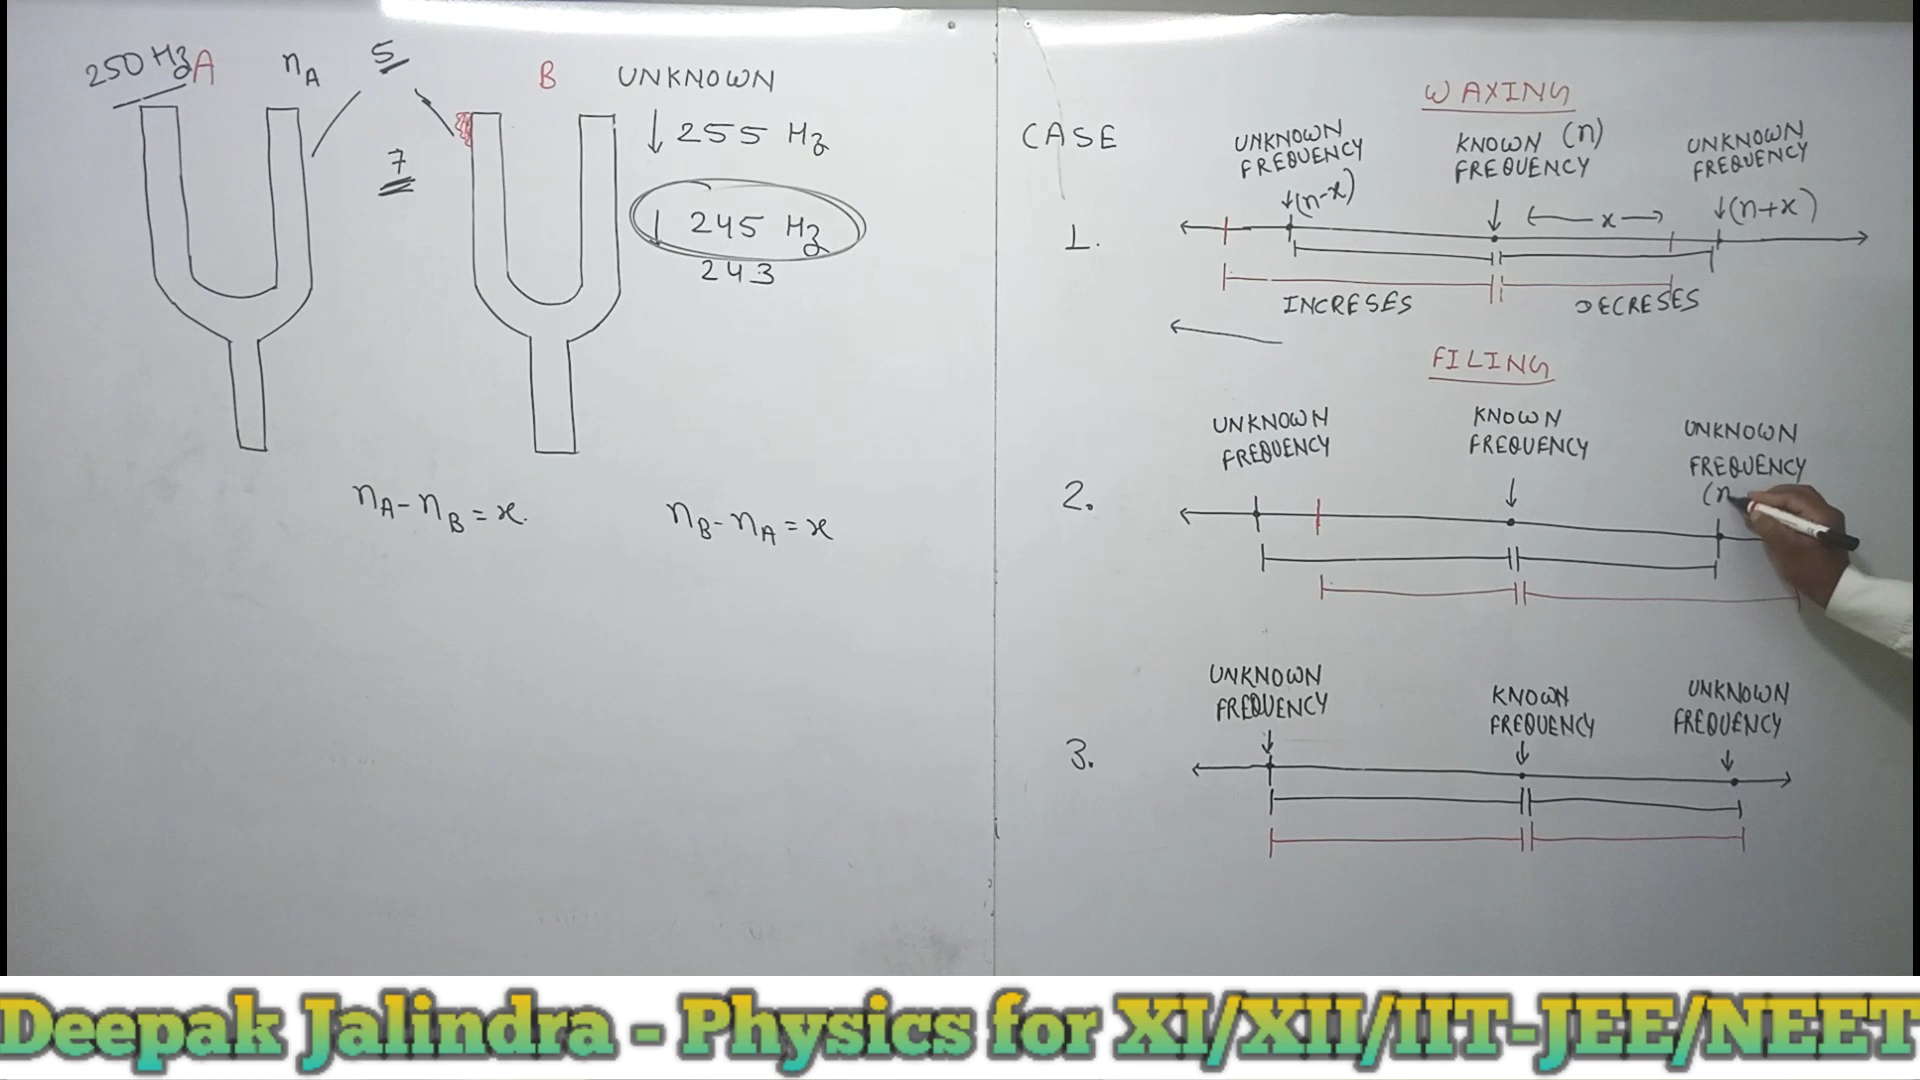 250 Hz A
n_A
5
7
B UNKNOWN
↓ 255 Hz
↓ 245 Hz
243
n_A - n_B = x.
n_B - n_A = x
WAXING
CASE
UNKNOWN
FREQUENCY
↓(n-x)
KNOWN (n)
FREQUENCY
UNKNOWN
FREQUENCY
↓(n+x)
1.
x
INCRESES
DECRESES
FILING
UNKNOWN
FREQUENCY
KNOWN
FREQUENCY
UNKNOWN
FREQUENCY
(n
2.
UNKNOWN
FREQUENCY
KNOWN
FREQUENCY
UNKNOWN
FREQUENCY
3.
Deepak Jalindra - Physics for XI/XII/IIT-JEE/NEET